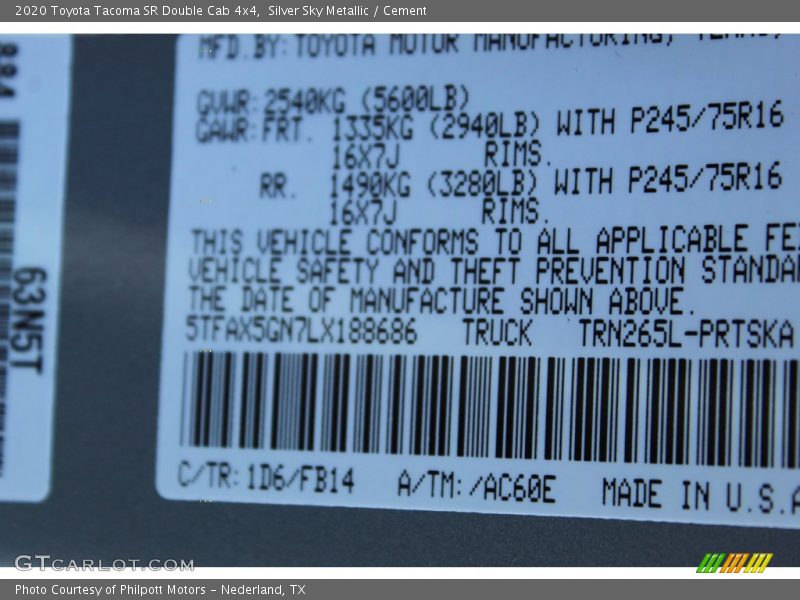 2020 Toyota Tacoma SR Double Cab 4x4, Silver Sky Metallic / Cement
884
63N5T
MFD.BY:TOYOTA MOTOR MANUFACTURING,
GVWR:2540KG (5600LB)
GAWR:FRT. 1335KG (2940LB) WITH P245/75R16
16X7J RIMS.
RR. 1490KG (3280LB) WITH P245/75R16
16X7J RIMS.
THIS VEHICLE CONFORMS TO ALL APPLICABLE
VEHICLE SAFETY AND THEFT PREVENTION
THE DATE OF MANUFACTURE SHOWN ABOVE.
5TFAX5GN7LX188686 TRUCK TRN265L-PRTSKA
C/TR:1D6/FB14 A/TM:/AC60E MADE IN U.S.A
GTCARLOT.COM
Photo Courtesy of Philpott Motors - Nederland, TX